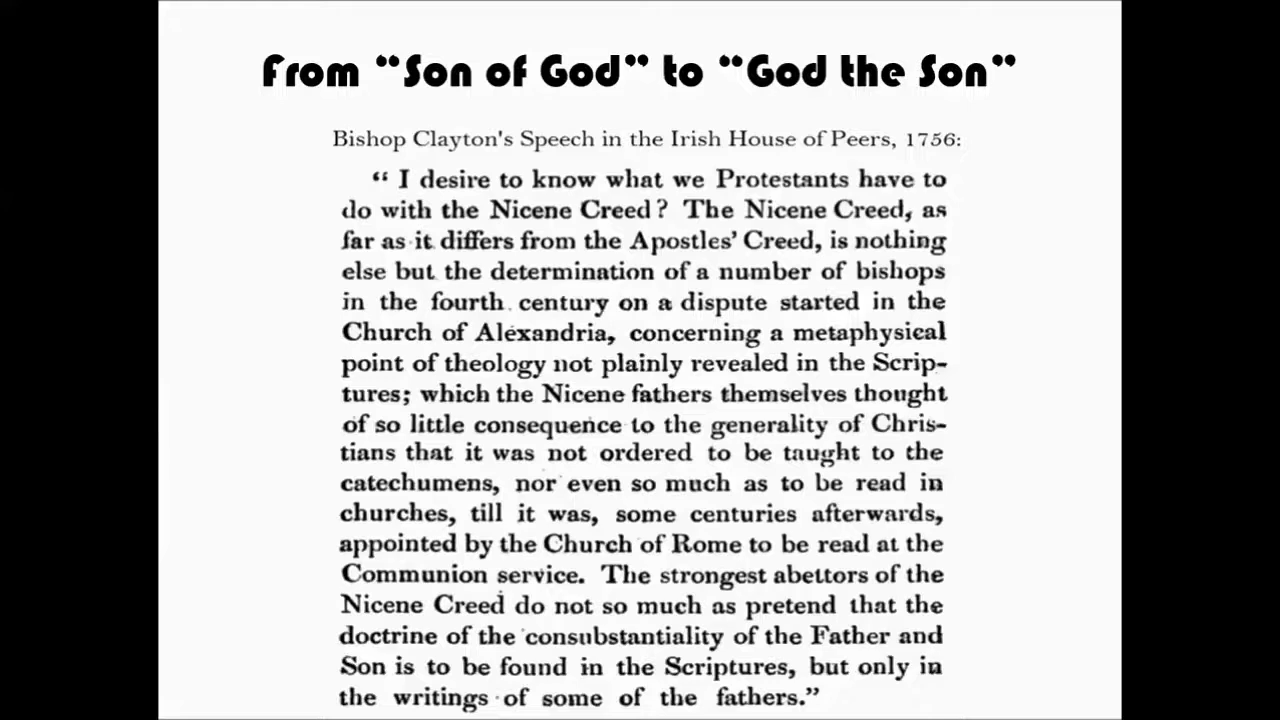 From "Son of God" to "God the Son"
Bishop Clayton's Speech in the Irish House of Peers, 1756:
“ I desire to know what we Protestants have to
do with the Nicene Creed? The Nicene Creed, as
far as it differs from the Apostles’ Creed, is nothing
else but the determination of a number of bishops
in the fourth century on a dispute started in the
Church of Alexandria, concerning a metaphysical
point of theology not plainly revealed in the Scrip-
tures; which the Nicene fathers themselves thought
of so little consequence to the generality of Chris-
tians that it was not ordered to be taught to the
catechumens, nor even so much as to be read in
churches, till it was, some centuries afterwards,
appointed by the Church of Rome to be read at the
Communion service. The strongest abettors of the
Nicene Creed do not so much as pretend that the
doctrine of the consubstantiality of the Father and
Son is to be found in the Scriptures, but only in
the writings of some of the fathers.”